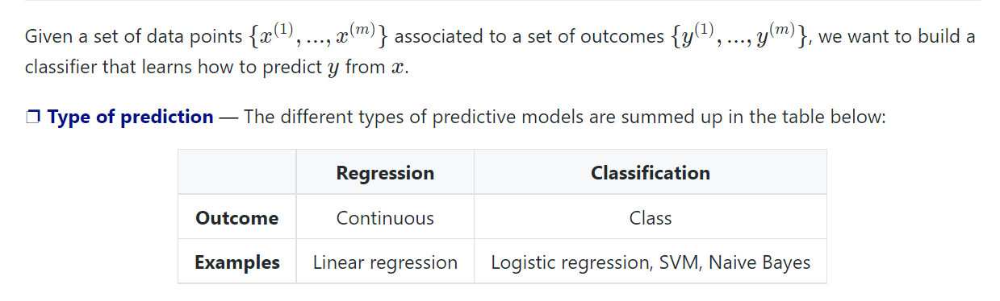 Given a set of data points {x^(1), ..., x^(m)} associated to a set of outcomes {y^(1), ..., y^(m)}, we want to build a
classifier that learns how to predict y from x.
❐ Type of prediction — The different types of predictive models are summed up in the table below:
Regression Classification
Outcome Continuous Class
Examples Linear regression Logistic regression, SVM, Naive Bayes